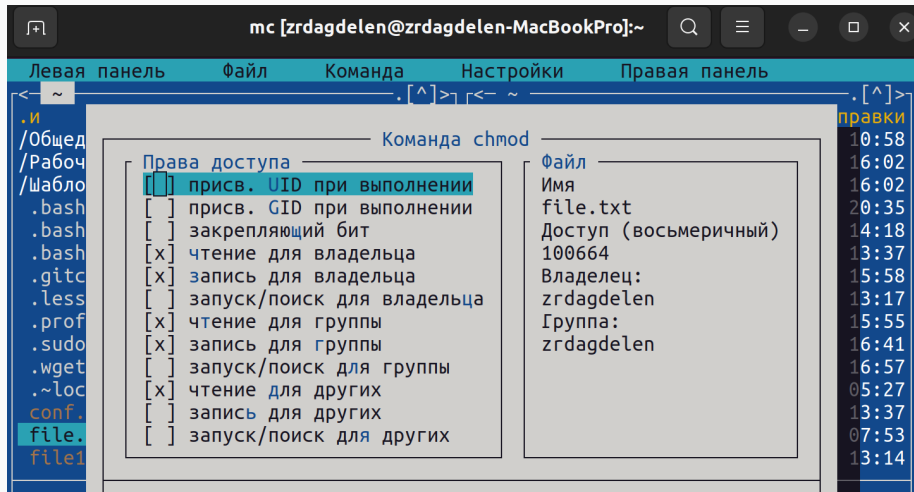 mc [zrdagdelen@zrdagdelen-MacBookPro]:~
Левая панель Файл Команда Настройки Правая панель
<— ~ .[^]> <— ~ .[^]>
.и правки
/Общед 10:58
Команда chmod
/Рабоч Права доступа Файл 16:02
/Шабло [ ] присв. UID при выполнении Имя 16:02
.bash [ ] присв. GID при выполнении file.txt 20:35
.bash [ ] закрепляющий бит Доступ (восьмеричный) 14:18
.bash [x] чтение для владельца 100664 13:37
.gitc [x] запись для владельца Владелец: 15:58
.less [ ] запуск/поиск для владельца zrdagdelen 13:17
.prof [x] чтение для группы Группа: 15:55
.sudo [x] запись для группы zrdagdelen 16:41
.wget [ ] запуск/поиск для группы 16:57
.~loc [x] чтение для других 05:27
conf. [ ] запись для других 13:37
file. [ ] запуск/поиск для других 07:53
file1 13:14